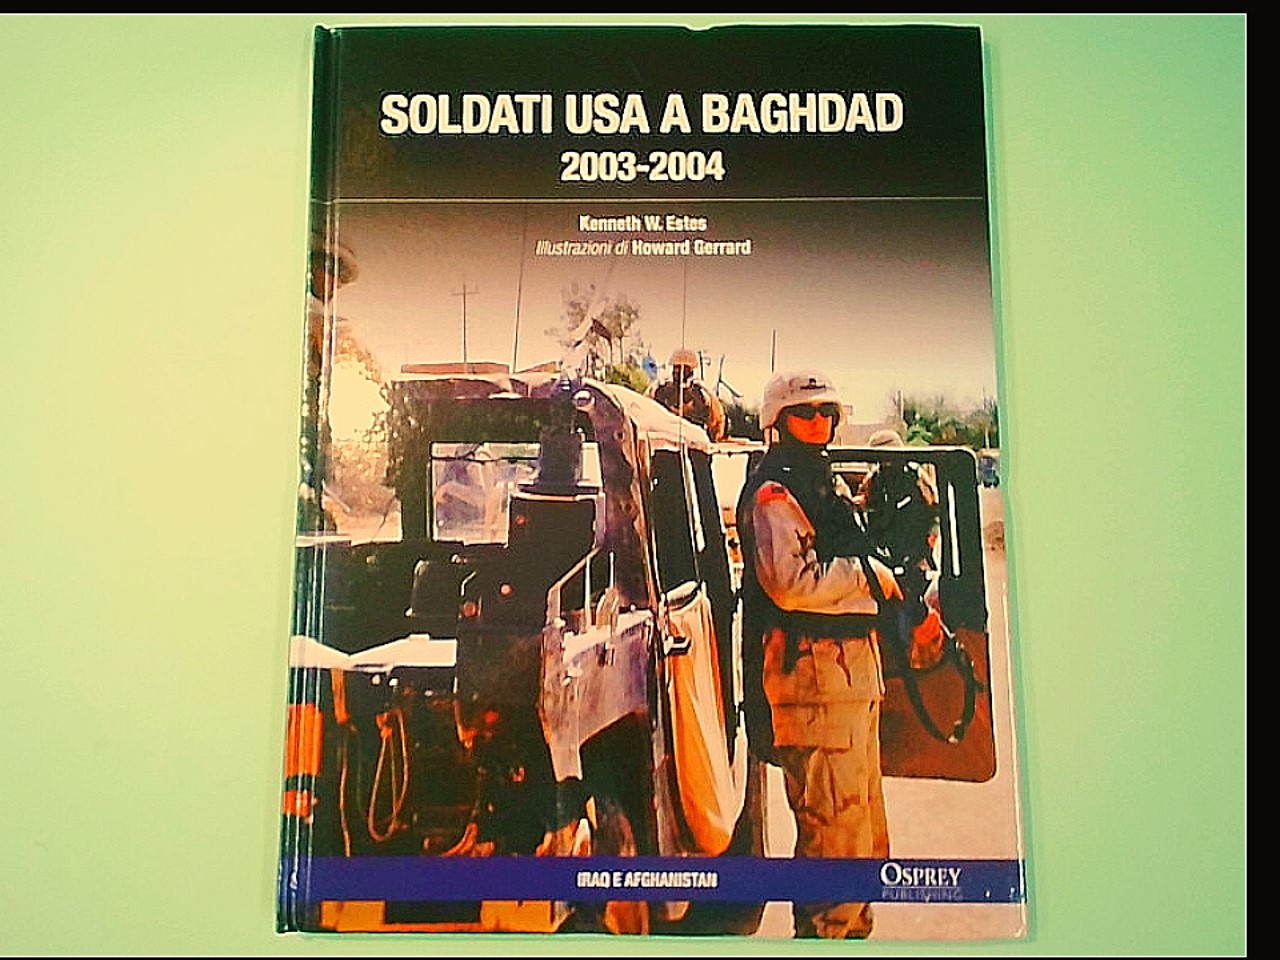 SOLDATI USA A BAGHDAD
2003-2004
Kenneth W. Estes
Illustrazioni di Howard Gerrard
IRAQ E AFGHANISTAN
OSPREY
PUBLISHING